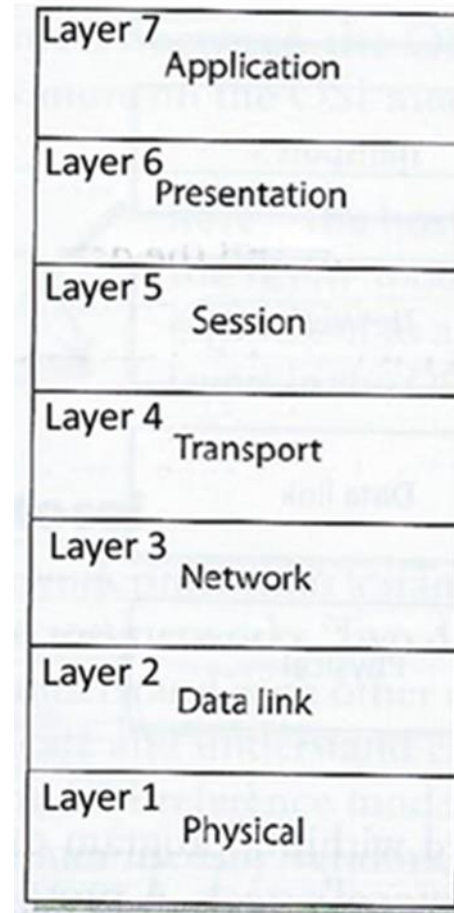 Layer 7
Application
Layer 6
Presentation
Layer 5
Session
Layer 4
Transport
Layer 3
Network
Layer 2
Data link
Layer 1
Physical